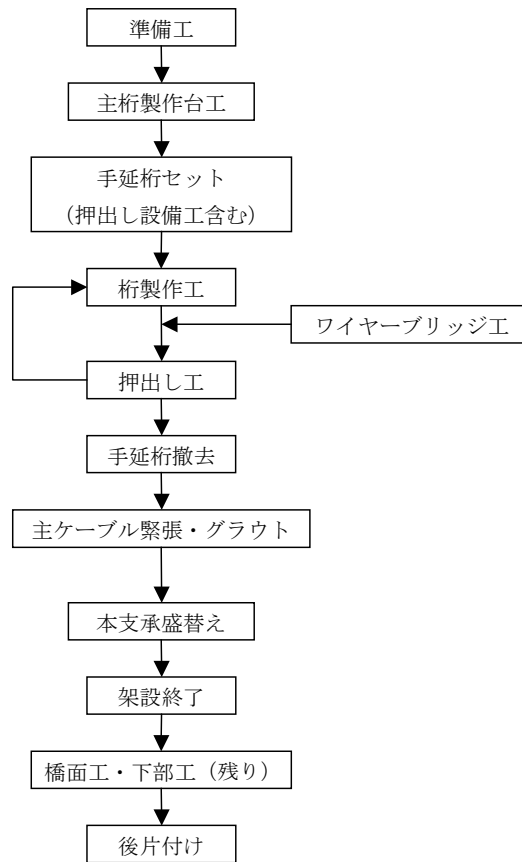 準備工
主桁製作台工
手延桁セット
（押出し設備工含む）
桁製作工
ワイヤーブリッジ工
押出し工
手延桁撤去
主ケーブル緊張・グラウト
本支承盛替え
架設終了
橋面工・下部工（残り）
後片付け